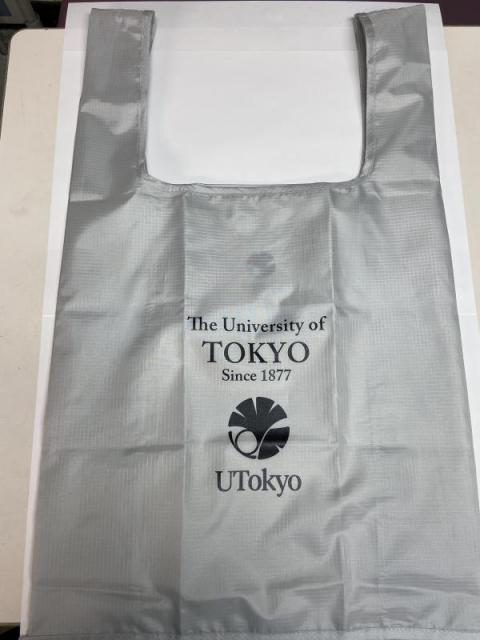 The University of
TOKYO
Since 1877
UTokyo